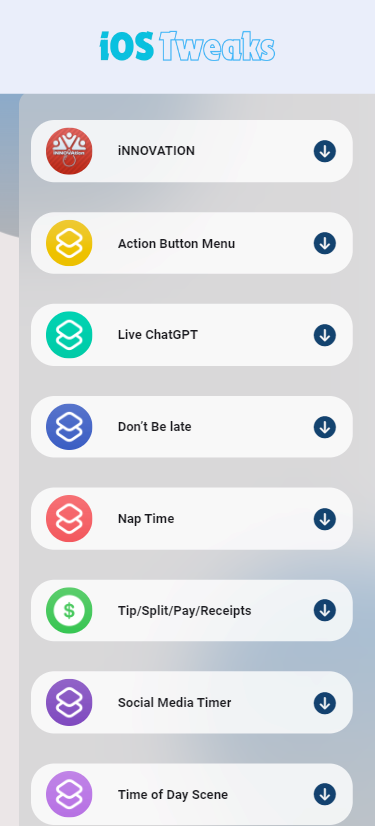 iOS Tweaks
iNNOVATION
iNNOVATION
Action Button Menu
Live ChatGPT
Don't Be late
Nap Time
$
Tip/Split/Pay/Receipts
Social Media Timer
Time of Day Scene